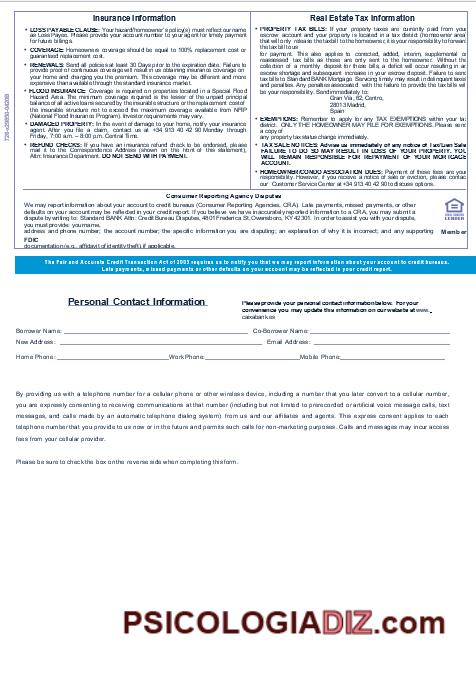 Insurance Information
• LOSS PAYABLE CLAUSE: Your hazard/homeowner's policy(s) must reflect our name
as Loss Payee. Please provide your account number to your agent for timely payment
for future billings.
• COVERAGE: Homeowners coverage should be equal to 100% replacement cost or
guaranteed replacement cost.
• RENEWALS: Send all policies at least 30 Days prior to the expiration date. Failure to
provide proof of continuous coverage will result in us obtaining insurance coverage on
your home and charging you the premium. This coverage may be different and more
expensive than available through the standard insurance market.
• FLOOD INSURANCE: Coverage is required on properties located in a Special Flood
Hazard Area. The minimum coverage required is the lesser of the unpaid principal
balance of all active loans secured by the insurable structure or the replacement cost of
the insurable structure not to exceed the maximum coverage available from NFIP
(National Flood Insurance Program). Investor requirements may vary.
• DAMAGED PROPERTY: In the event of damage to your home, notify your insurance
agent. After you file a claim, contact us at +34 913 40 42 90 Monday through
Friday, 7:00 a.m. – 8:00 p.m. Central Time.
• REFUND CHECKS: If you have an insurance refund check to be endorsed, please
mail it to the Correspondence Address (shown on the front of this statement),
Attn: Insurance Department. DO NOT SEND WITH PAYMENT.
Real Estate Tax Information
• PROPERTY TAX BILLS: If your property taxes are currently paid from your
escrow account and your property is located in a tax district (homeowner area)
that will only release the tax bill to the homeowner, it is your responsibility to forward
the tax bill to us
for payment. This also applies to corrected, added, interim, supplemental or
reassessed tax bills as those are only sent to the homeowner. Without the
collection of a monthly deposit for these bills, a deficit will occur resulting in an
escrow shortage and subsequent increase in your escrow deposit. Failure to send
tax bills to Standard BANK Mortgage Servicing timely may result in delinquent taxes
and penalties. Any penalties associated with the failure to provide the tax bills will
be your responsibility. Send immediately to:
Gran Vía, 62, Centro,
28013 Madrid,
Spain
• EXEMPTIONS: Remember to apply for any TAX EXEMPTIONS within your tax
district. ONLY THE HOMEOWNER MAY FILE FOR EXEMPTIONS. Please send
a copy of
any property tax status change immediately.
• TAX SALE NOTICES: Advise us immediately of any notice of Tax/Lien Sale.
FAILURE TO DO SO MAY RESULT IN LOSS OF YOUR PROPERTY. YOU
WILL REMAIN RESPONSIBLE FOR REPAYMENT OF YOUR MORTGAGE
ACCOUNT.
• HOMEOWNER/CONDO ASSOCIATION DUES: Payment of these fees are your
responsibility. However, if you receive a notice of sale or eviction, please contact
our Customer Service Center at +34 913 40 42 90 to discuss options.
Consumer Reporting Agency Disputes
We may report information about your account to credit bureaus (Consumer Reporting Agencies, CRA). Late payments, missed payments, or other
defaults on your account may be reflected in your credit report. If you believe we have inaccurately reported information to a CRA, you may submit a
dispute by writing to: Standard BANK Attn: Credit Bureau Disputes, 4801 Frederica St, Owensboro, KY 42301. In order to assist you with your dispute,
you must provide: your name,
address and phone number; the account number; the specific information you are disputing; an explanation of why it is incorrect; and any supporting
Member
FDIC
documentation (e.g., affidavit of identity theft) if applicable.
The Fair and Accurate Credit Transaction Act of 2003 requires us to notify you that we may report information about your account to credit bureaus.
Late payments, missed payments or other defaults on your account may be reflected in your credit report.
Personal Contact Information
Please provide your personal contact information below. For your
convenience you may update this information on our website at www.
caixabank.es
Borrower Name: Co-Borrower Name:
New Address: Email Address:
Home Phone: Work Phone: Mobile Phone:
By providing us with a telephone number for a cellular phone or other wireless device, including a number that you later convert to a cellular number,
you are expressly consenting to receiving communications at that number (including but not limited to prerecorded or artificial voice message calls, text
messages, and calls made by an automatic telephone dialing system) from us and our affiliates and agents. This express consent applies to each
telephone number that you provide to us now or in the future and permits such calls for non-marketing purposes. Calls and messages may incur access
fees from your cellular provider.
Please be sure to check the box on the reverse side when completing this form.
PSICOLOGIADIZ.com